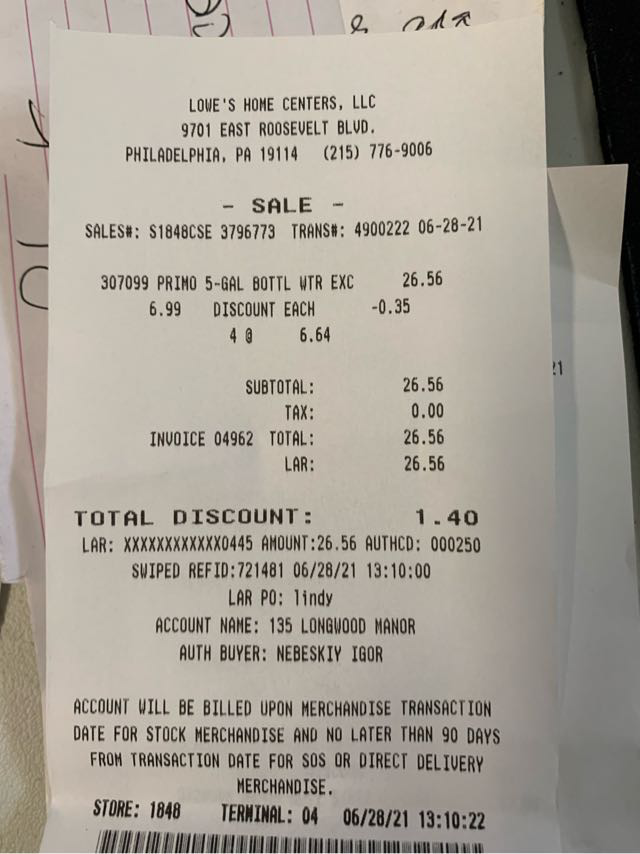 LOWE'S HOME CENTERS, LLC
9701 EAST ROOSEVELT BLVD.
PHILADELPHIA, PA 19114 (215) 776-9006
- SALE -
SALES#: S1848CSE 3796773 TRANS#: 4900222 06-28-21
307099 PRIMO 5-GAL BOTTL WTR EXC 26.56
6.99 DISCOUNT EACH -0.35
4 @ 6.64
SUBTOTAL: 26.56
TAX: 0.00
INVOICE 04962 TOTAL: 26.56
LAR: 26.56
TOTAL DISCOUNT: 1.40
LAR: XXXXXXXXXXXX0445 AMOUNT:26.56 AUTHCD: 000250
SWIPED REFID:721481 06/28/21 13:10:00
LAR PO: lindy
ACCOUNT NAME: 135 LONGWOOD MANOR
AUTH BUYER: NEBESKIY IGOR
ACCOUNT WILL BE BILLED UPON MERCHANDISE TRANSACTION
DATE FOR STOCK MERCHANDISE AND NO LATER THAN 90 DAYS
FROM TRANSACTION DATE FOR SOS OR DIRECT DELIVERY
MERCHANDISE.
STORE: 1848 TERMINAL: 04 06/28/21 13:10:22